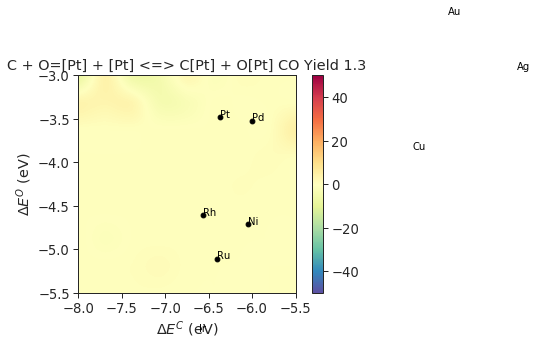 Au
C + O=[Pt] + [Pt] <=> C[Pt] + O[Pt] CO Yield 1.3
Ag
−3.0
−3.5
−4.0
−4.5
−5.0
−5.5
ΔE^O (eV)
Pt
Pd
Rh
Ni
Ru
Cu
40
20
0
−20
−40
−8.0 −7.5 −7.0 −6.5 −6.0 −5.5
ΔE^C (eV)
Ir